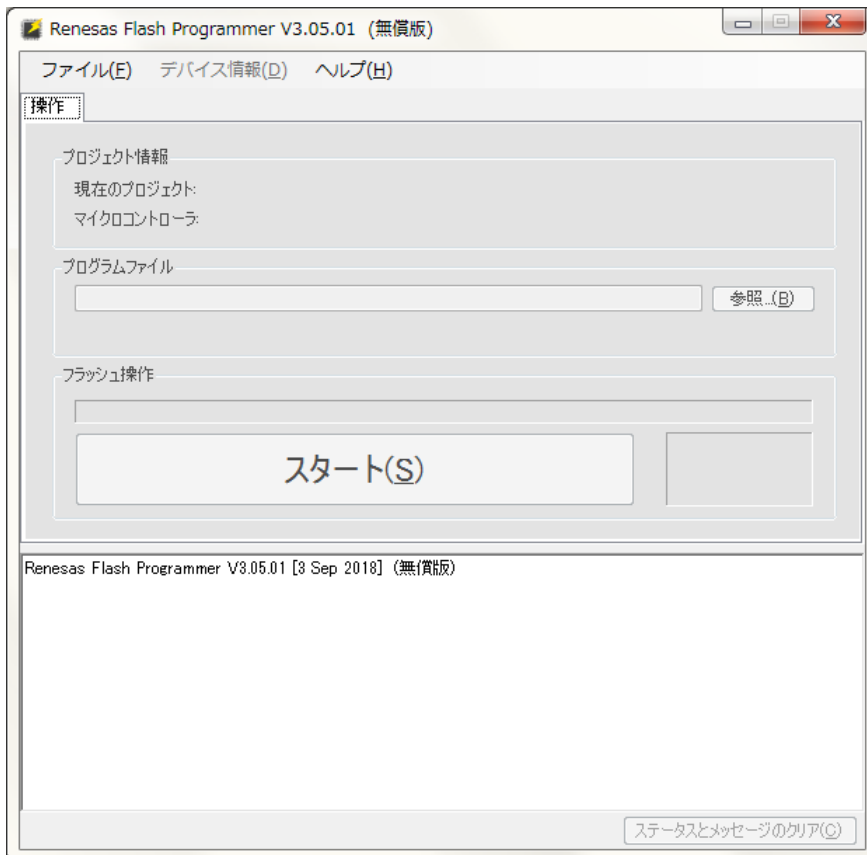 Renesas Flash Programmer V3.05.01 (無償版)
ファイル(F) デバイス情報(D) ヘルプ(H)
操作
プロジェクト情報
現在のプロジェクト:
マイクロコントローラ:
プログラムファイル
参照...(B)
フラッシュ操作
スタート(S)
Renesas Flash Programmer V3.05.01 [3 Sep 2018] (無償版)
ステータスとメッセージのクリア(C)